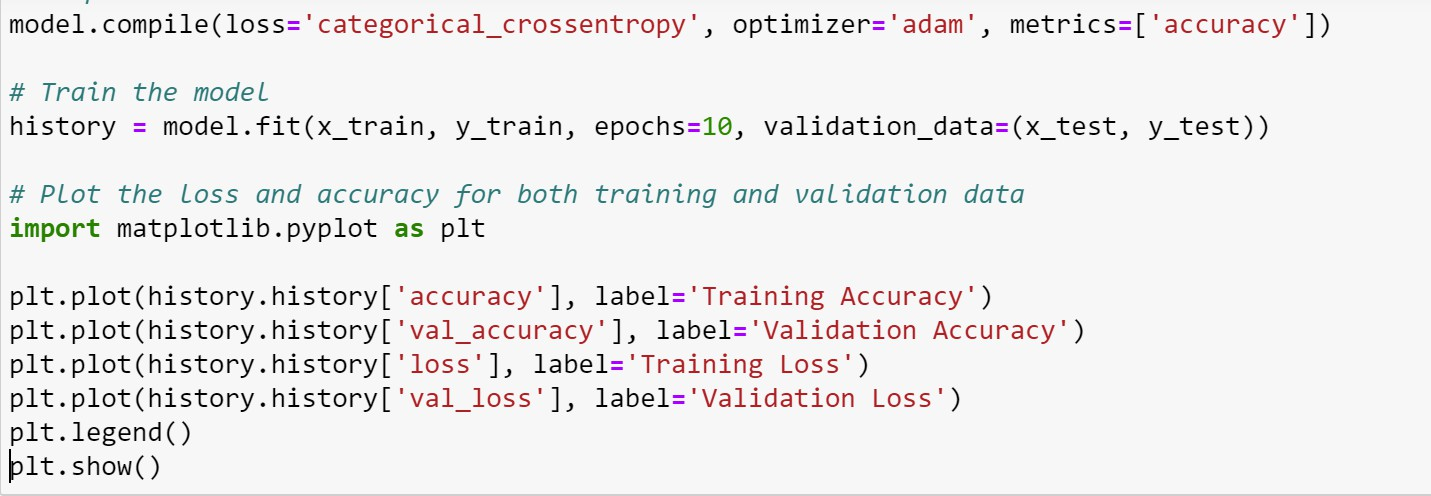 model.compile(loss='categorical_crossentropy', optimizer='adam', metrics=['accuracy'])
# Train the model
history = model.fit(x_train, y_train, epochs=10, validation_data=(x_test, y_test))
# Plot the loss and accuracy for both training and validation data
import matplotlib.pyplot as plt
plt.plot(history.history['accuracy'], label='Training Accuracy')
plt.plot(history.history['val_accuracy'], label='Validation Accuracy')
plt.plot(history.history['loss'], label='Training Loss')
plt.plot(history.history['val_loss'], label='Validation Loss')
plt.legend()
plt.show()